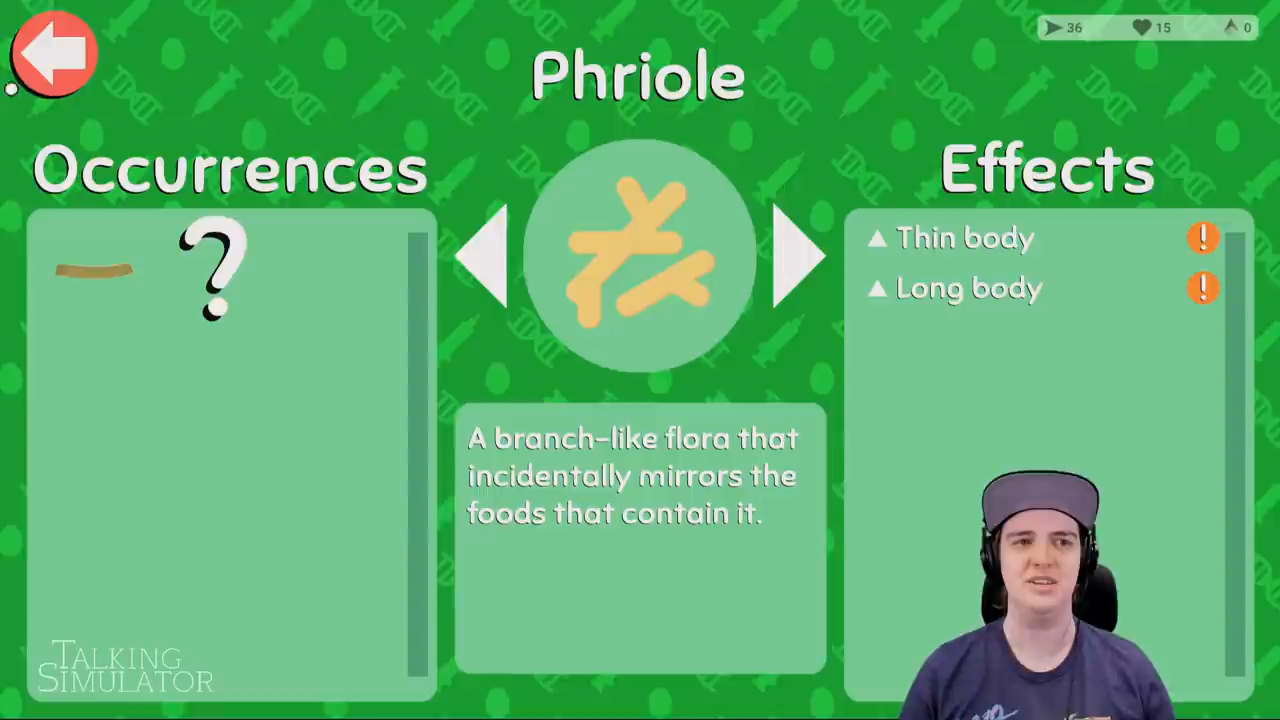 36 15 0
Phriole
Occurrences
?
Effects
Thin body !
Long body !
A branch-like flora that
incidentally mirrors the
foods that contain it.
TALKING
SIMULATOR